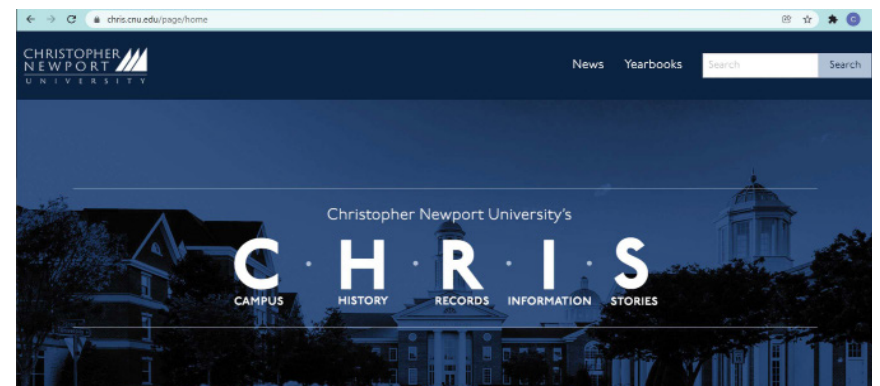 chris.cnu.edu/page/home
C
CHRISTOPHER
NEWPORT
UNIVERSITY
News Yearbooks Search Search
Christopher Newport University's
C · H · R · I · S
CAMPUS HISTORY RECORDS INFORMATION STORIES